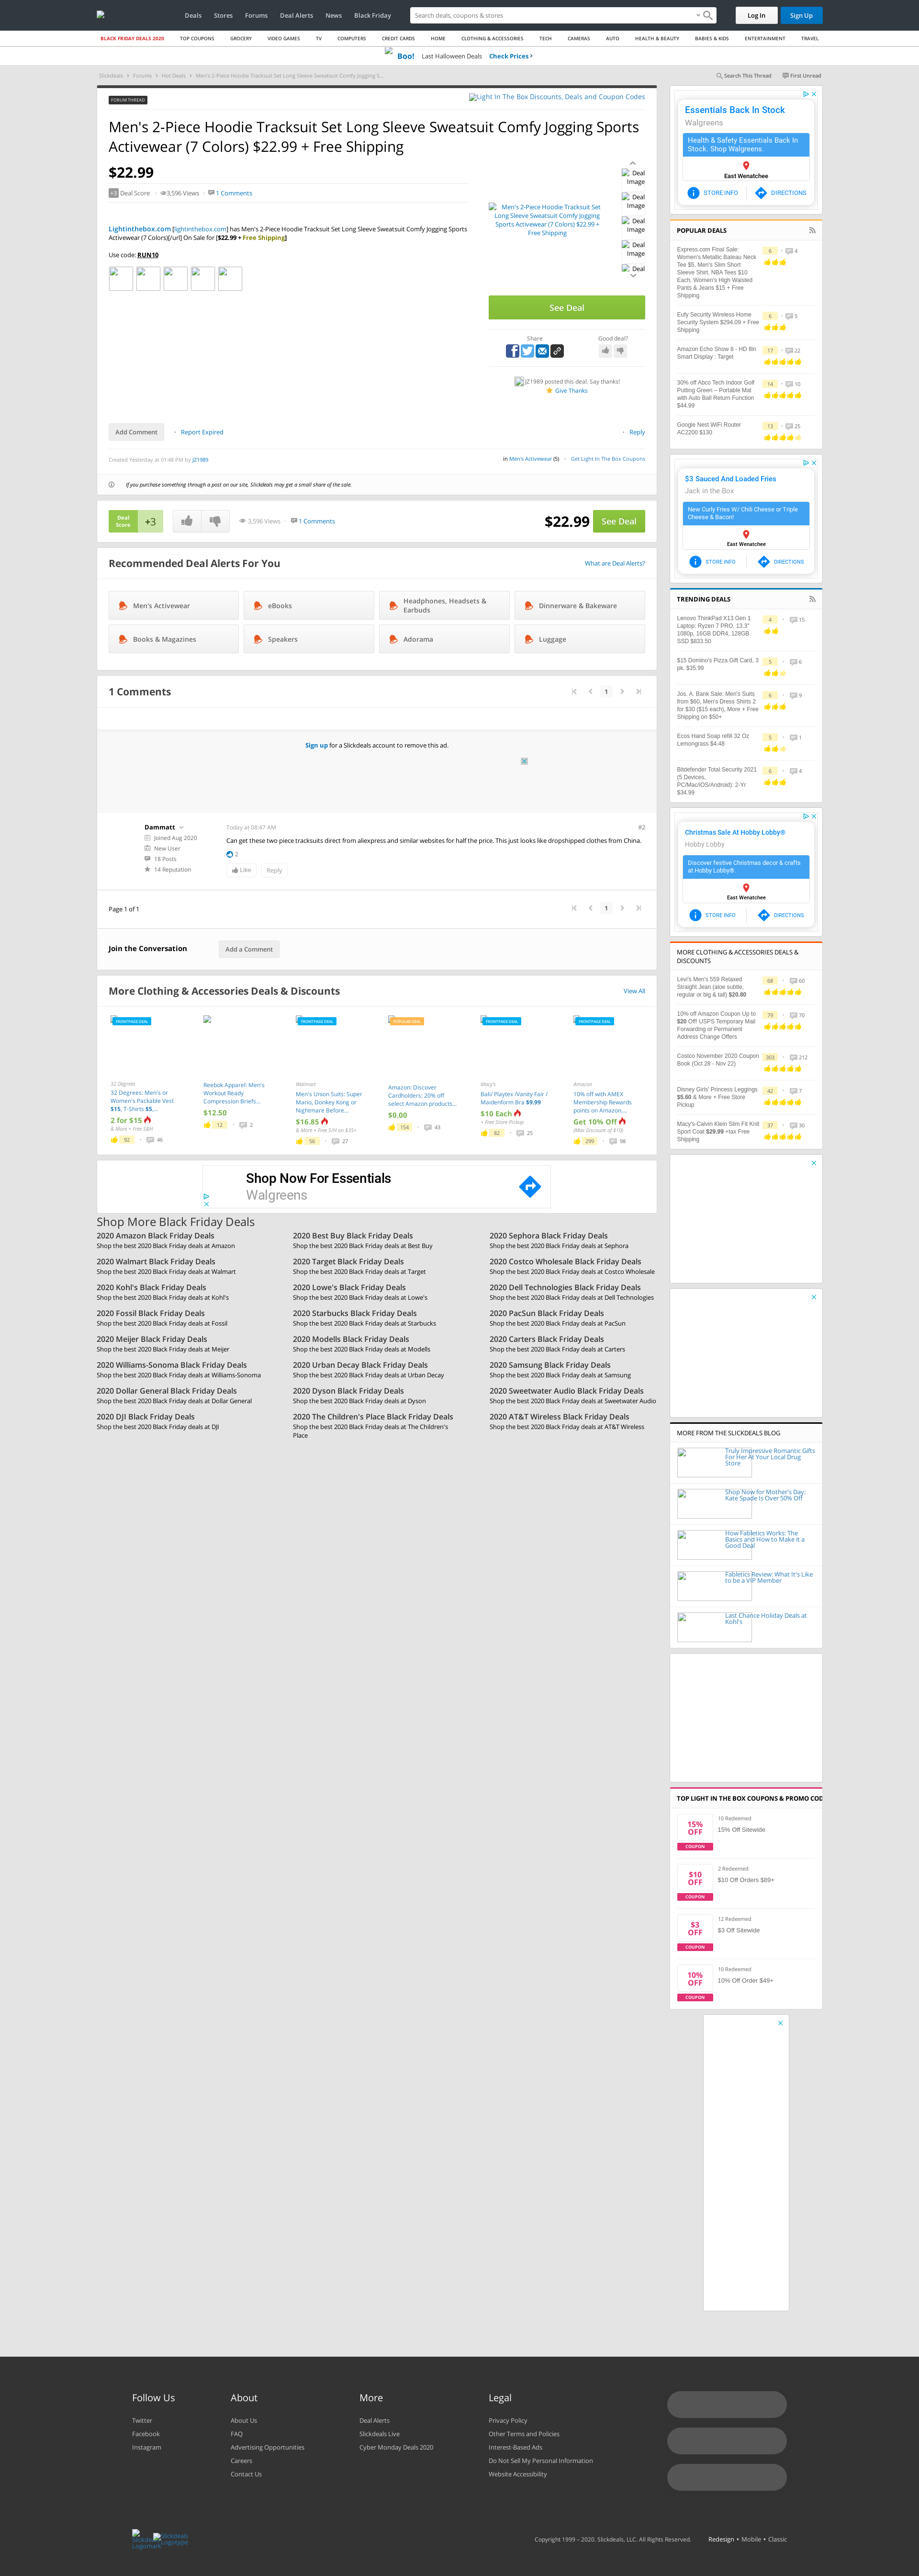 Deals Stores Forums Deal Alerts News Black Friday
Search deals, coupons & stores
Log In Sign Up
BLACK FRIDAY DEALS 2020 TOP COUPONS GROCERY VIDEO GAMES TV COMPUTERS CREDIT CARDS HOME CLOTHING & ACCESSORIES TECH CAMERAS AUTO HEALTH & BEAUTY BABIES & KIDS ENTERTAINMENT TRAVEL
Boo! Last Halloween Deals Check Prices ›
Slickdeals › Forums › Hot Deals › Men's 2-Piece Hoodie Tracksuit Set Long Sleeve Sweatsuit Comfy Jogging S...
Search This Thread First Unread
FORUM THREAD
Light In The Box Discounts, Deals and Coupon Codes
Men's 2-Piece Hoodie Tracksuit Set Long Sleeve Sweatsuit Comfy Jogging Sports
Activewear (7 Colors) $22.99 + Free Shipping
$22.99
+3 Deal Score 3,596 Views 1 Comments
Lightinthebox.com [lightinthebox.com] has Men's 2-Piece Hoodie Tracksuit Set Long Sleeve Sweatsuit Comfy Jogging Sports
Activewear (7 Colors)[/url] On Sale for [$22.99 + Free Shipping]
Use code: RUN10
Men's 2-Piece Hoodie Tracksuit Set
Long Sleeve Sweatsuit Comfy Jogging
Sports Activewear (7 Colors) $22.99 +
Free Shipping
Deal
Image
Deal
Image
Deal
Image
Deal
Image
Deal
See Deal
Share Good deal?
JZ1989 posted this deal. Say thanks!
Give Thanks
Add Comment • Report Expired
• Reply
Created Yesterday at 01:48 PM by JZ1989
in Men's Activewear (5) • Get Light In The Box Coupons
If you purchase something through a post on our site, Slickdeals may get a small share of the sale.
Deal
Score
+3
3,596 Views 1 Comments
$22.99 See Deal
Recommended Deal Alerts For You
What are Deal Alerts?
Men's Activewear
eBooks
Headphones, Headsets &
Earbuds
Dinnerware & Bakeware
Books & Magazines
Speakers
Adorama
Luggage
1 Comments
1
Sign up for a Slickdeals account to remove this ad.
Dammatt
Joined Aug 2020
New User
18 Posts
14 Reputation
Today at 08:47 AM
#2
Can get these two piece tracksuits direct from aliexpress and similar websites for half the price. This just looks like dropshipped clothes from China.
2
Like Reply
Page 1 of 1
1
Join the Conversation
Add a Comment
More Clothing & Accessories Deals & Discounts
View All
FRONTPAGE DEAL
32 Degrees
32 Degrees: Men's or
Women's Packable Vest
$15, T-Shirts $5,...
2 for $15
& More + Free S&H
92 46
Reebok Apparel: Men's
Workout Ready
Compression Briefs...
$12.50
12 2
FRONTPAGE DEAL
Walmart
Men's Union Suits: Super
Mario, Donkey Kong or
Nightmare Before...
$16.85
& More + Free S/H on $35+
56 27
POPULAR DEAL
Amazon: Discover
Cardholders: 20% off
select Amazon products...
$0.00
154 43
FRONTPAGE DEAL
Macy's
Bali/ Playtex /Vanity Fair /
Maidenform Bra $9.99
$10 Each
+ Free Store Pickup
82 25
FRONTPAGE DEAL
Amazon
10% off with AMEX
Membership Rewards
points on Amazon....
Get 10% Off
(Max Discount of $10)
299 98
Shop Now For Essentials
Walgreens
Shop More Black Friday Deals
2020 Amazon Black Friday Deals
Shop the best 2020 Black Friday deals at Amazon
2020 Best Buy Black Friday Deals
Shop the best 2020 Black Friday deals at Best Buy
2020 Sephora Black Friday Deals
Shop the best 2020 Black Friday deals at Sephora
2020 Walmart Black Friday Deals
Shop the best 2020 Black Friday deals at Walmart
2020 Target Black Friday Deals
Shop the best 2020 Black Friday deals at Target
2020 Costco Wholesale Black Friday Deals
Shop the best 2020 Black Friday deals at Costco Wholesale
2020 Kohl's Black Friday Deals
Shop the best 2020 Black Friday deals at Kohl's
2020 Lowe's Black Friday Deals
Shop the best 2020 Black Friday deals at Lowe's
2020 Dell Technologies Black Friday Deals
Shop the best 2020 Black Friday deals at Dell Technologies
2020 Fossil Black Friday Deals
Shop the best 2020 Black Friday deals at Fossil
2020 Starbucks Black Friday Deals
Shop the best 2020 Black Friday deals at Starbucks
2020 PacSun Black Friday Deals
Shop the best 2020 Black Friday deals at PacSun
2020 Meijer Black Friday Deals
Shop the best 2020 Black Friday deals at Meijer
2020 Modells Black Friday Deals
Shop the best 2020 Black Friday deals at Modells
2020 Carters Black Friday Deals
Shop the best 2020 Black Friday deals at Carters
2020 Williams-Sonoma Black Friday Deals
Shop the best 2020 Black Friday deals at Williams-Sonoma
2020 Urban Decay Black Friday Deals
Shop the best 2020 Black Friday deals at Urban Decay
2020 Samsung Black Friday Deals
Shop the best 2020 Black Friday deals at Samsung
2020 Dollar General Black Friday Deals
Shop the best 2020 Black Friday deals at Dollar General
2020 Dyson Black Friday Deals
Shop the best 2020 Black Friday deals at Dyson
2020 Sweetwater Audio Black Friday Deals
Shop the best 2020 Black Friday deals at Sweetwater Audio
2020 DJI Black Friday Deals
Shop the best 2020 Black Friday deals at DJI
2020 The Children's Place Black Friday Deals
Shop the best 2020 Black Friday deals at The Children's
Place
2020 AT&T Wireless Black Friday Deals
Shop the best 2020 Black Friday deals at AT&T Wireless
Essentials Back In Stock
Walgreens
Health & Safety Essentials Back In
Stock. Shop Walgreens.
East Wenatchee
STORE INFO DIRECTIONS
POPULAR DEALS
Express.com Final Sale:
Women's Metallic Bateau Neck
Tee $5, Men's Slim Short
Sleeve Shirt, NBA Tees $10
Each, Women's High Waisted
Pants & Jeans $15 + Free
Shipping
6 4
Eufy Security Wireless Home
Security System $294.09 + Free
Shipping
6 5
Amazon Echo Show 8 - HD 8in
Smart Display : Target
17 22
30% off Abco Tech Indoor Golf
Putting Green – Portable Mat
with Auto Ball Return Function
$44.99
14 10
Google Nest WiFi Router
AC2200 $130
13 25
$3 Sauced And Loaded Fries
Jack in the Box
New Curly Fries W/ Chili Cheese or Triple
Cheese & Bacon!
East Wenatchee
STORE INFO DIRECTIONS
TRENDING DEALS
Lenovo ThinkPad X13 Gen 1
Laptop: Ryzen 7 PRO, 13.3"
1080p, 16GB DDR4, 128GB
SSD $833.50
4 15
$15 Domino's Pizza Gift Card, 3
pk. $35.99
5 6
Jos. A. Bank Sale: Men's Suits
from $60, Men's Dress Shirts 2
for $30 ($15 each), More + Free
Shipping on $50+
6 9
Ecos Hand Soap refill 32 Oz
Lemongrass $4.48
5 1
Bitdefender Total Security 2021
(5 Devices,
PC/Mac/iOS/Android): 2-Yr
$34.99
6 4
Christmas Sale At Hobby Lobby®
Hobby Lobby
Discover festive Christmas decor & crafts
at Hobby Lobby®.
East Wenatchee
STORE INFO DIRECTIONS
MORE CLOTHING & ACCESSORIES DEALS &
DISCOUNTS
Levi's Men's 559 Relaxed
Straight Jean (aloe subtle,
regular or big & tall) $20.80
68 60
10% off Amazon Coupon Up to
$20 Off! USPS Temporary Mail
Forwarding or Permanent
Address Change Offers
79 70
Costco November 2020 Coupon
Book (Oct 28 - Nov 22)
303 212
Disney Girls' Princess Leggings
$5.60 & More + Free Store
Pickup
42 7
Macy's-Calvin Klein Slim Fit Knit
Sport Coat $29.99 +tax Free
Shipping
37 30
MORE FROM THE SLICKDEALS BLOG
Truly Impressive Romantic Gifts
For Her At Your Local Drug
Store
Shop Now for Mother's Day:
Kate Spade Is Over 50% Off
How Fabletics Works: The
Basics and How to Make it a
Good Deal
Fabletics Review: What It's Like
to be a VIP Member
Last Chance Holiday Deals at
Kohl's
TOP LIGHT IN THE BOX COUPONS & PROMO COD
15%
OFF
COUPON
10 Redeemed
15% Off Sitewide
$10
OFF
COUPON
2 Redeemed
$10 Off Orders $89+
$3
OFF
COUPON
12 Redeemed
$3 Off Sitewide
10%
OFF
COUPON
10 Redeemed
10% Off Order $49+
Follow Us
Twitter
Facebook
Instagram
About
About Us
FAQ
Advertising Opportunities
Careers
Contact Us
More
Deal Alerts
Slickdeals Live
Cyber Monday Deals 2020
Legal
Privacy Policy
Other Terms and Policies
Interest-Based Ads
Do Not Sell My Personal Information
Website Accessibility
Slickdeals
Logotype
Copyright 1999 – 2020. Slickdeals, LLC. All Rights Reserved.
Redesign • Mobile • Classic